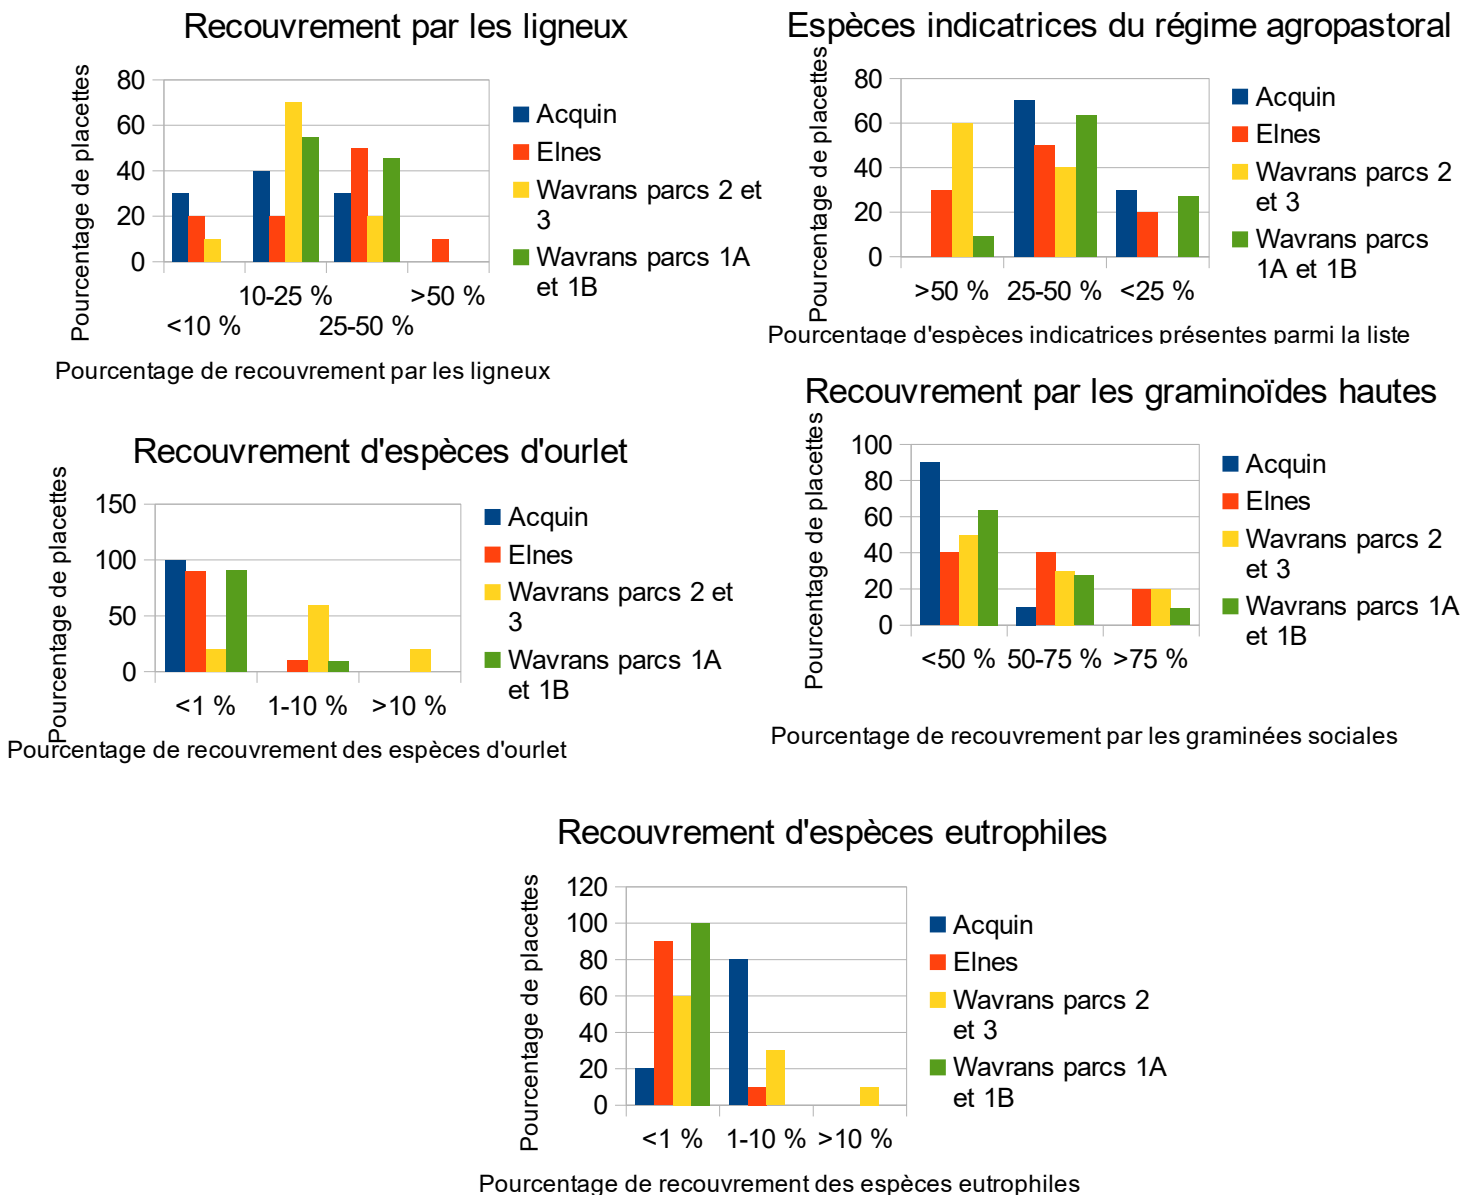 Recouvrement par les ligneux
Pourcentage de placettes
80
60
40
20
0
<10 %
10-25 %
25-50 %
>50 %
Pourcentage de recouvrement par les ligneux
Acquin
Elnes
Wavrans parcs 2 et
3
Wavrans parcs 1A
et 1B
Espèces indicatrices du régime agropastoral
Pourcentage de placettes
80
60
40
20
0
>50 %
25-50 %
<25 %
Pourcentage d'espèces indicatrices présentes parmi la liste
Acquin
Elnes
Wavrans parcs 2
et 3
Wavrans parcs
1A et 1B
Recouvrement d'espèces d'ourlet
Pourcentage de placettes
150
100
50
0
<1 %
1-10 %
>10 %
Pourcentage de recouvrement des espèces d'ourlet
Acquin
Elnes
Wavrans parcs 2 et
3
Wavrans parcs 1A
et 1B
Recouvrement par les graminoïdes hautes
Pourcentage de placettes
100
80
60
40
20
0
<50 %
50-75 %
>75 %
Pourcentage de recouvrement par les graminées sociales
Acquin
Elnes
Wavrans parcs 2
et 3
Wavrans parcs 1A
et 1B
Recouvrement d'espèces eutrophiles
Pourcentage de placettes
120
100
80
60
40
20
0
<1 %
1-10 %
>10 %
Pourcentage de recouvrement des espèces eutrophiles
Acquin
Elnes
Wavrans parcs 2
et 3
Wavrans parcs 1A
et 1B